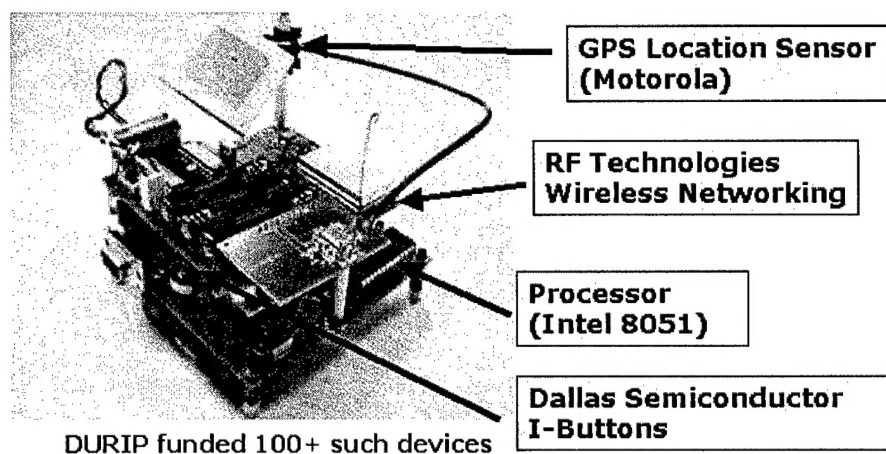 GPS Location Sensor
(Motorola)
RF Technologies
Wireless Networking
Processor
(Intel 8051)
Dallas Semiconductor
I-Buttons
DURIP funded 100+ such devices